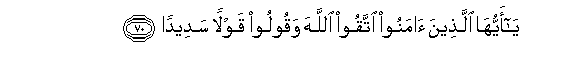 يَـٰٓأَيُّهَا ٱلَّذِينَ ءَامَنُوا۟ ٱتَّقُوا۟ ٱللَّهَ وَقُولُوا۟ قَوْلًا سَدِيدًا ﴿٧٠﴾